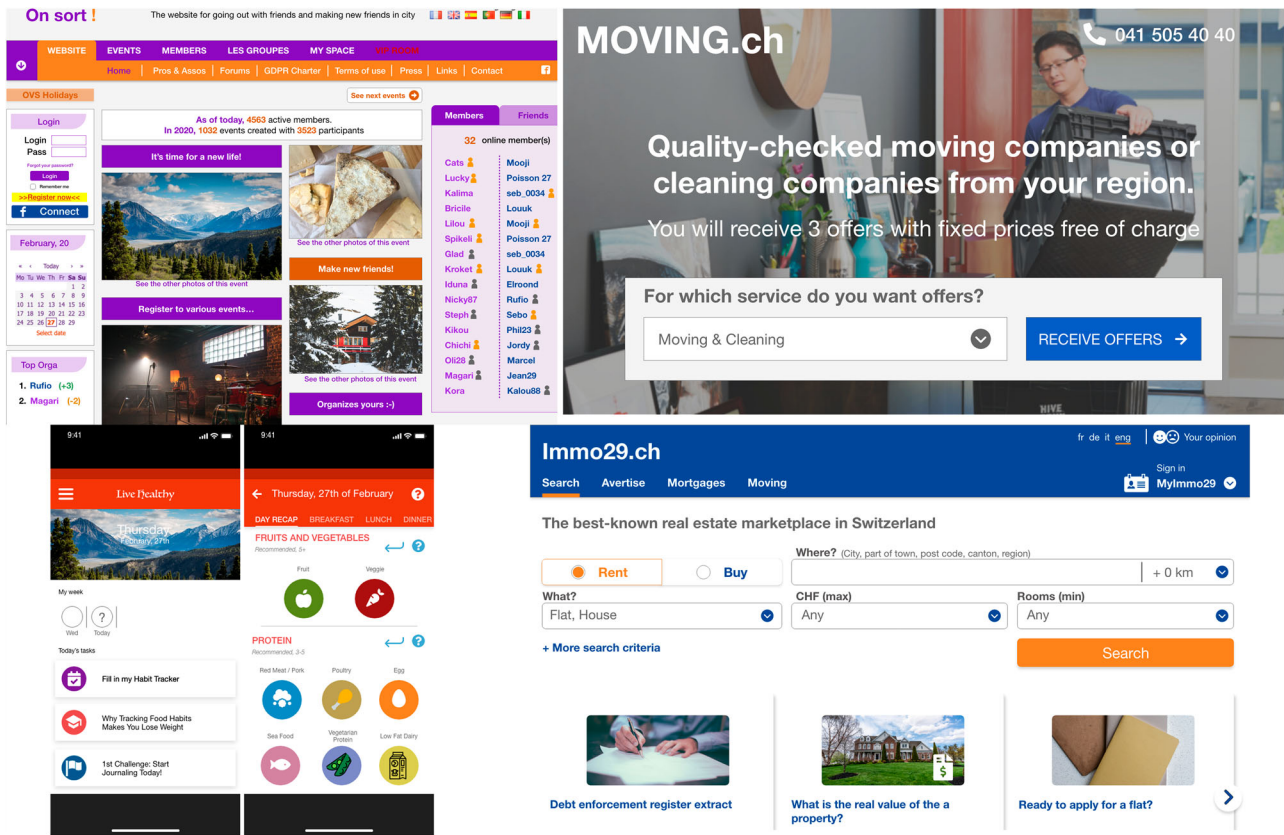 On sort !
The website for going out with friends and making new friends in city
WEBSITE EVENTS MEMBERS LES GROUPES MY SPACE VIP ROOM
Home Pros & Assos Forums GDPR Charter Terms of use Press Links Contact
OVS Holidays
See next events
Login
Login
Pass
Forgot your password?
Login
Remember me
>>Register now<<
f Connect
February, 20
« ‹ Today › »
Mo Tu We Th Fr Sa Su
1 2
3 4 5 6 7 8 9
10 11 12 13 14 15 16
17 18 19 20 21 22 23
24 25 26 27 28 29
Select date
Top Orga
1. Rufio (+3)
2. Magari (-2)
As of today, 4563 active members.
In 2020, 1032 events created with 3523 participants
It's time for a new life!
See the other photos of this event
Register to various events...
See the other photos of this event
Make new friends!
See the other photos of this event
Organizes yours :-)
Members Friends
32 online member(s)
Cats Mooji
Lucky Poisson 27
Kalima seb_0034
Bricile Louuk
Lilou Mooji
Spikeli Poisson 27
Glad seb_0034
Kroket Louuk
Iduna Elroond
Nicky87 Rufio
Steph Sebo
Kikou Phil23
Chichi Jordy
Oli28 Marcel
Magari Jean29
Kora Kalou88
MOVING.ch
041 505 40 40
Quality-checked moving companies or
cleaning companies from your region.
You will receive 3 offers with fixed prices free of charge
For which service do you want offers?
Moving & Cleaning
RECEIVE OFFERS →
HIVE
9:41
Live Healthy
Thursday
February, 27th
My week
?
Wed Today
Today's tasks
Fill in my Habit Tracker
Why Tracking Food Habits
Makes You Lose Weight
1st Challenge: Start
Journaling Today!
9:41
Thursday, 27th of February ?
DAY RECAP BREAKFAST LUNCH DINNER
FRUITS AND VEGETABLES
Recommended, 5+
?
Fruit Veggie
PROTEIN
Recommended, 3-5
?
Red Meat / Pork Poultry Egg
Sea Food Vegetarian Protein Low Fat Dairy
Immo29.ch
fr de it eng Your opinion
Sign in
Search Avertise Mortgages Moving MyImmo29
The best-known real estate marketplace in Switzerland
Where? (City, part of town, post code, canton, region)
Rent Buy + 0 km
What? CHF (max) Rooms (min)
Flat, House Any Any
+ More search criteria
Search
$
Debt enforcement register extract
What is the real value of the a
property?
Ready to apply for a flat?